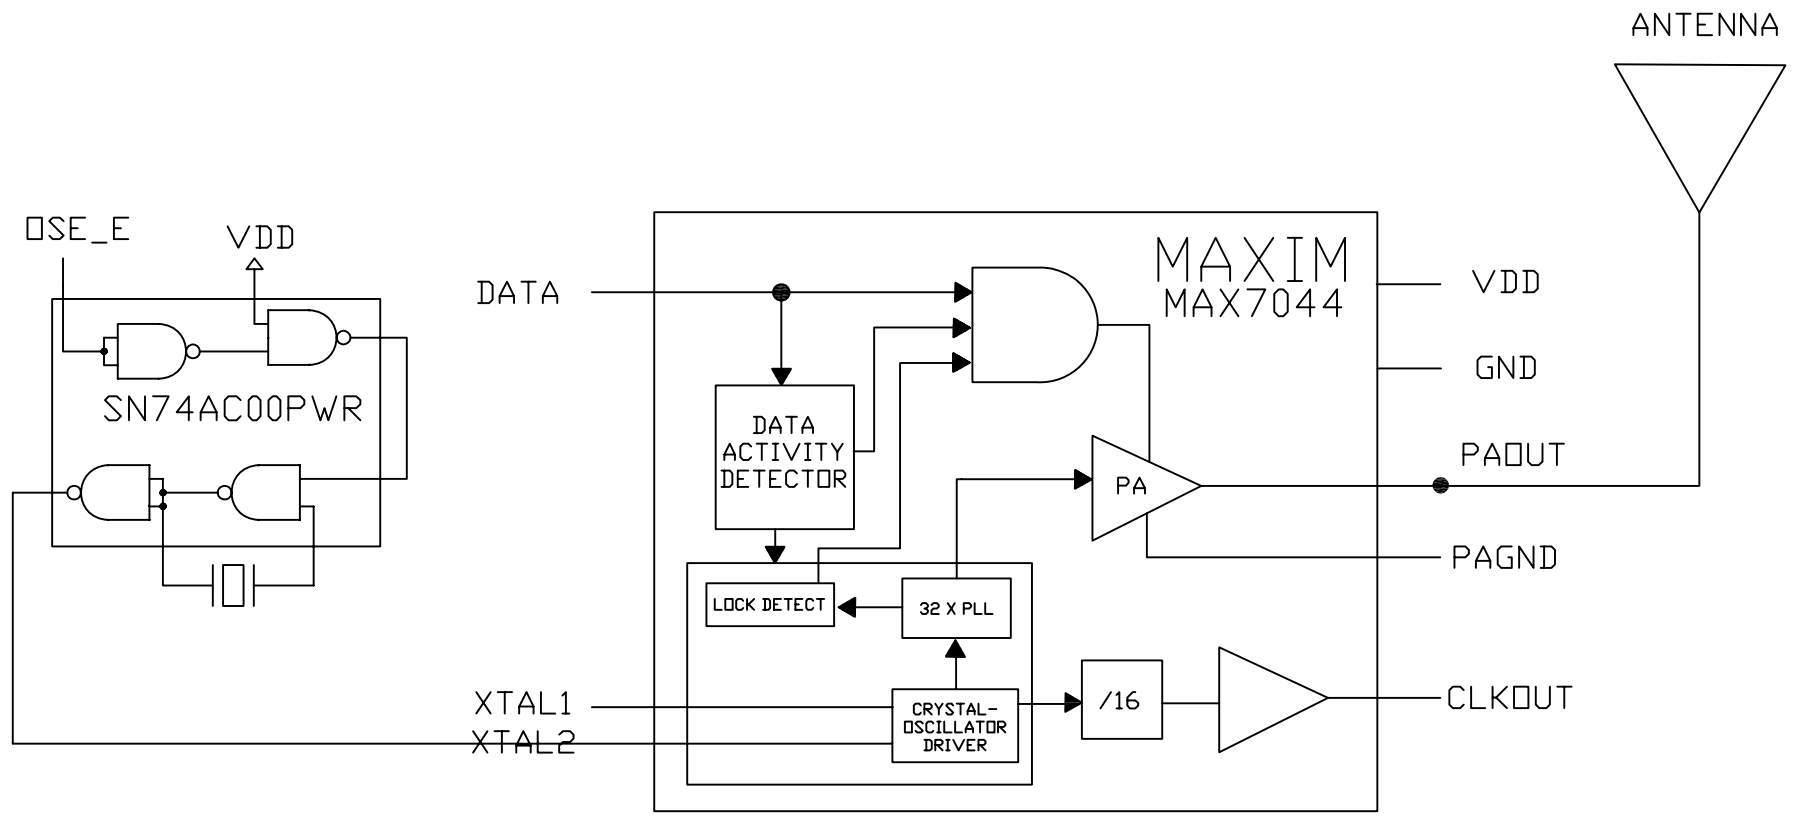 ANTENNA
OSE_E
VDD
SN74AC00PWR
DATA
MAXIM
MAX7044
VDD
GND
DATA
ACTIVITY
DETECTOR
PA
PAOUT
PAGND
LOCK DETECT
32 X PLL
XTAL1
XTAL2
CRYSTAL-
OSCILLATOR
DRIVER
/16
CLKOUT